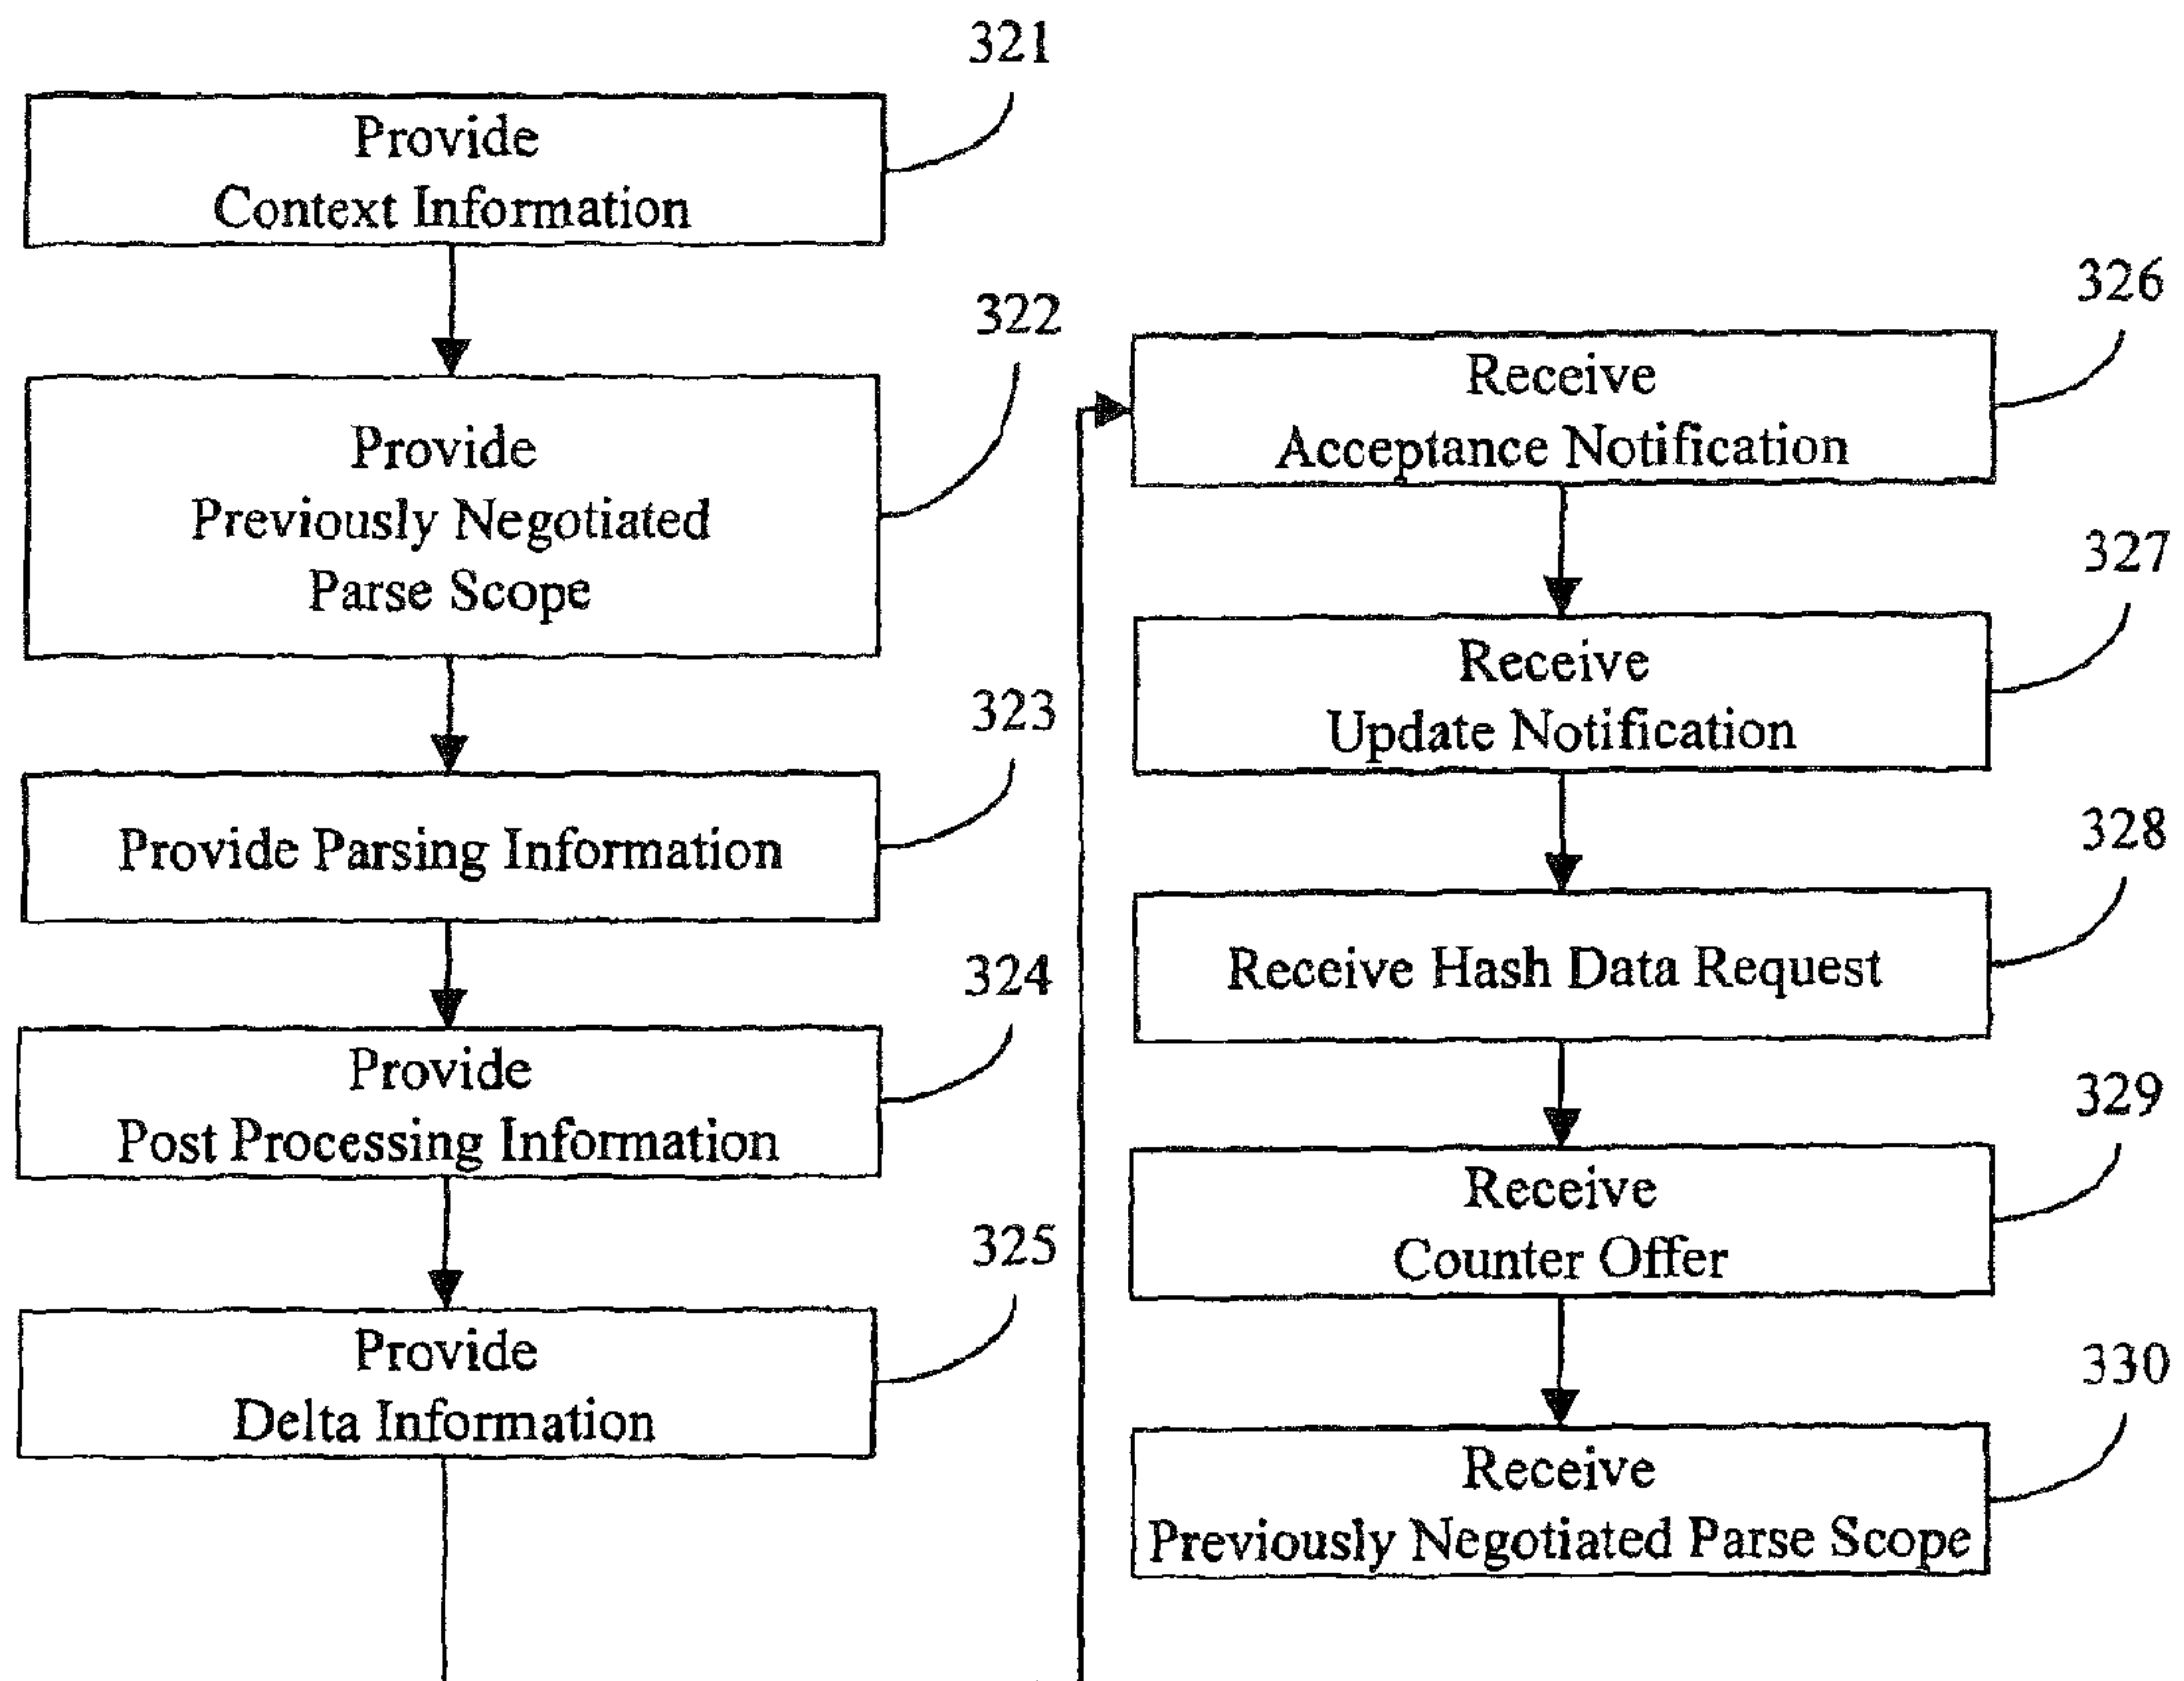 321
Provide
Context Information
322
Provide
Previously Negotiated
Parse Scope
323
Provide Parsing Information
324
Provide
Post Processing Information
325
Provide
Delta Information
326
Receive
Acceptance Notification
327
Receive
Update Notification
328
Receive Hash Data Request
329
Receive
Counter Offer
330
Receive
Previously Negotiated Parse Scope